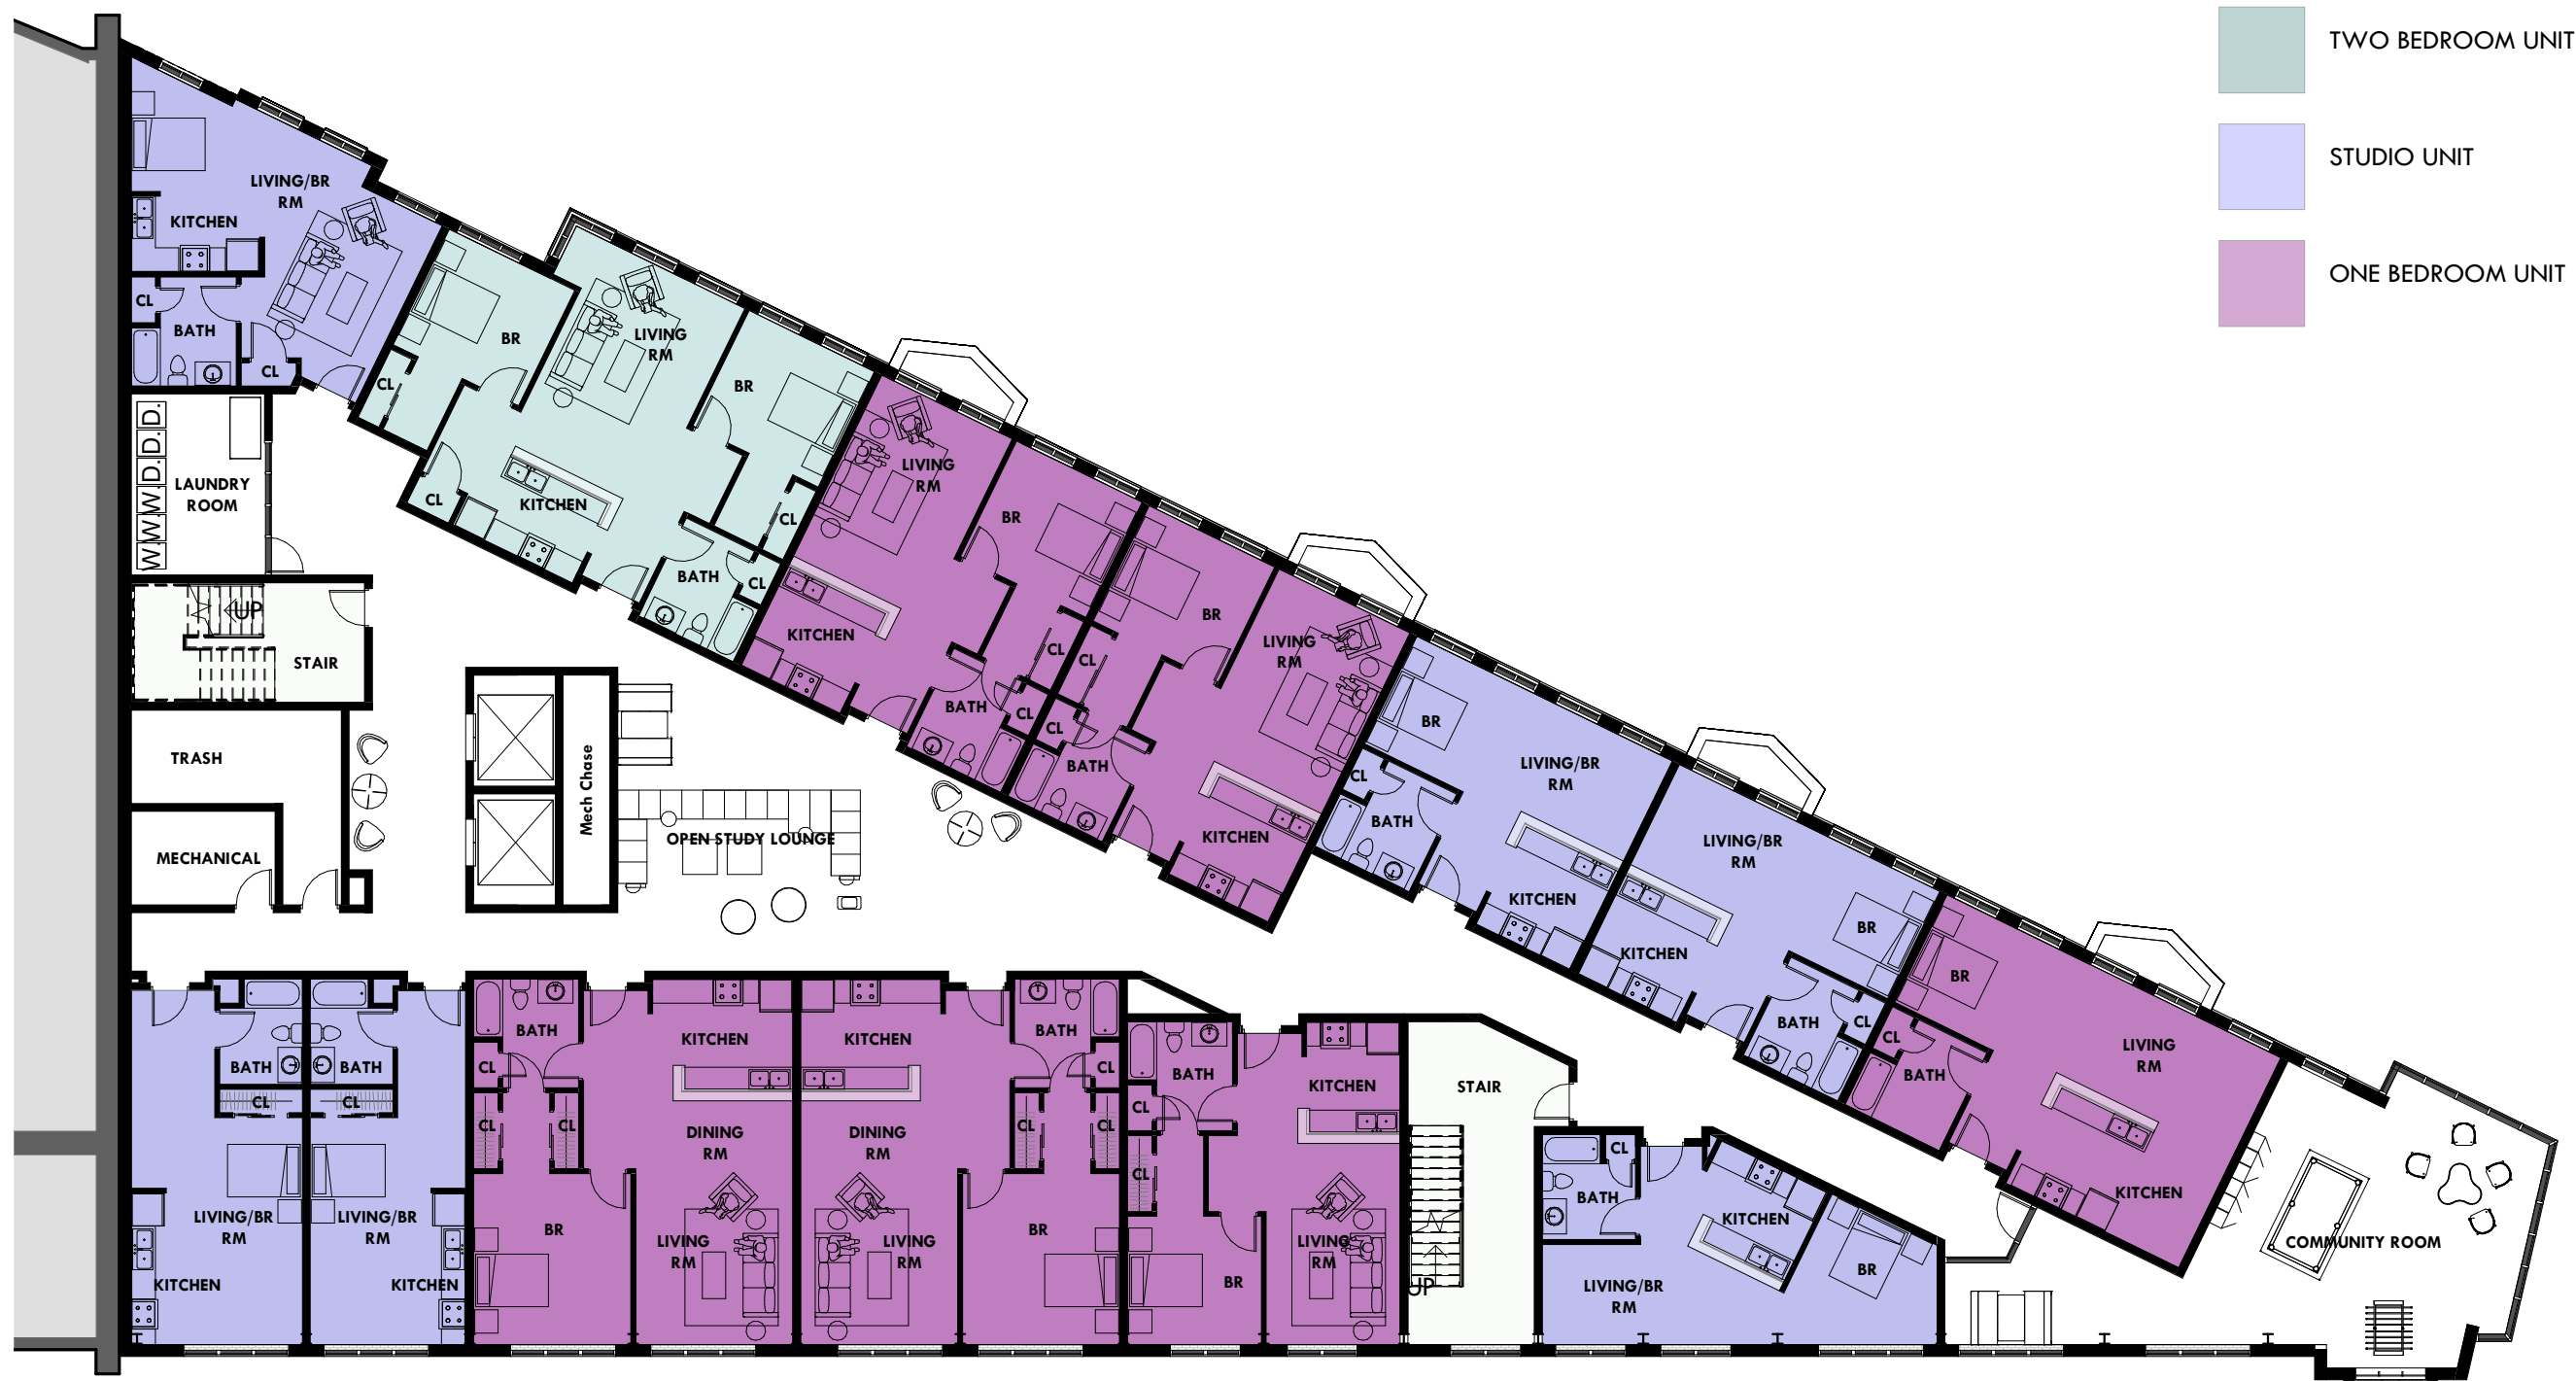 TWO BEDROOM UNIT
STUDIO UNIT
ONE BEDROOM UNIT
LIVING/BR
RM
KITCHEN
CL
BATH
CL
BR
CL
LIVING
RM
BR
CL
KITCHEN
CL
BATH
CL
LAUNDRY
ROOM
D.
D.
D.
W
W
W
UP
STAIR
TRASH
MECHANICAL
Mech Chase
OPEN STUDY LOUNGE
LIVING
RM
BR
KITCHEN
CL
BATH
CL
BR
LIVING
RM
CL
CL
BATH
KITCHEN
BR
LIVING/BR
RM
CL
BATH
KITCHEN
LIVING/BR
RM
BR
KITCHEN
BATH
CL
BR
LIVING
RM
CL
BATH
KITCHEN
COMMUNITY ROOM
BATH
CL
LIVING/BR
RM
KITCHEN
BATH
CL
LIVING/BR
RM
KITCHEN
BATH
KITCHEN
CL
CL
CL
DINING
RM
BR
LIVING
RM
KITCHEN
BATH
CL
CL
CL
DINING
RM
LIVING
RM
BR
BATH
KITCHEN
CL
CL
BR
LIVING
RM
STAIR
UP
CL
BATH
KITCHEN
LIVING/BR
RM
BR